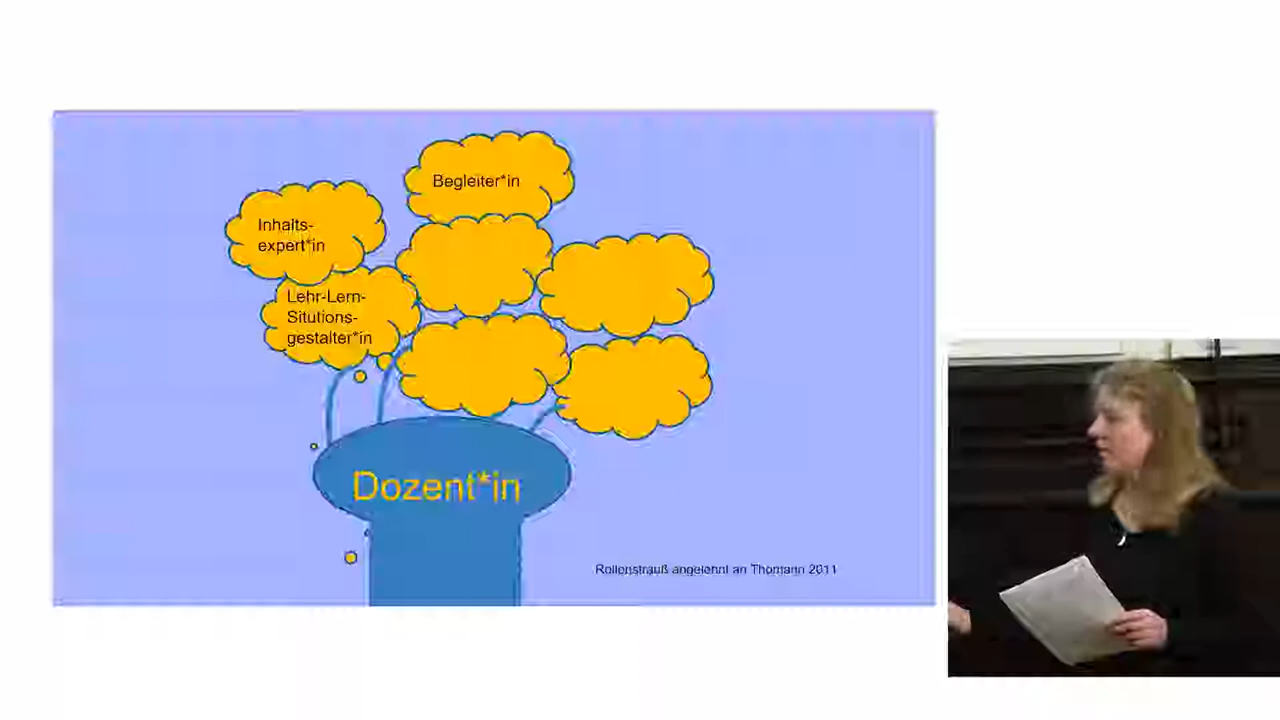 Begleiter*in
Inhalts-
expert*in
Lehr-Lern-
Situtions-
gestalter*in
Dozent*in
Rollenstrauß angelehnt an Thomann 2011